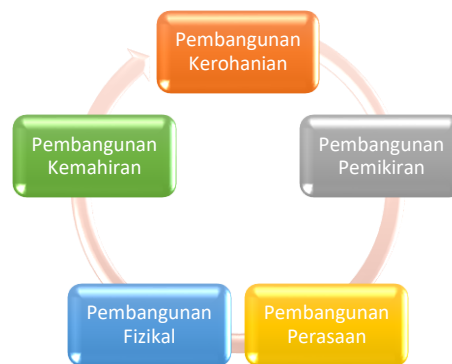 Pembangunan
Kerohanian
Pembangunan
Pemikiran
Pembangunan
Perasaan
Pembangunan
Fizikal
Pembangunan
Kemahiran